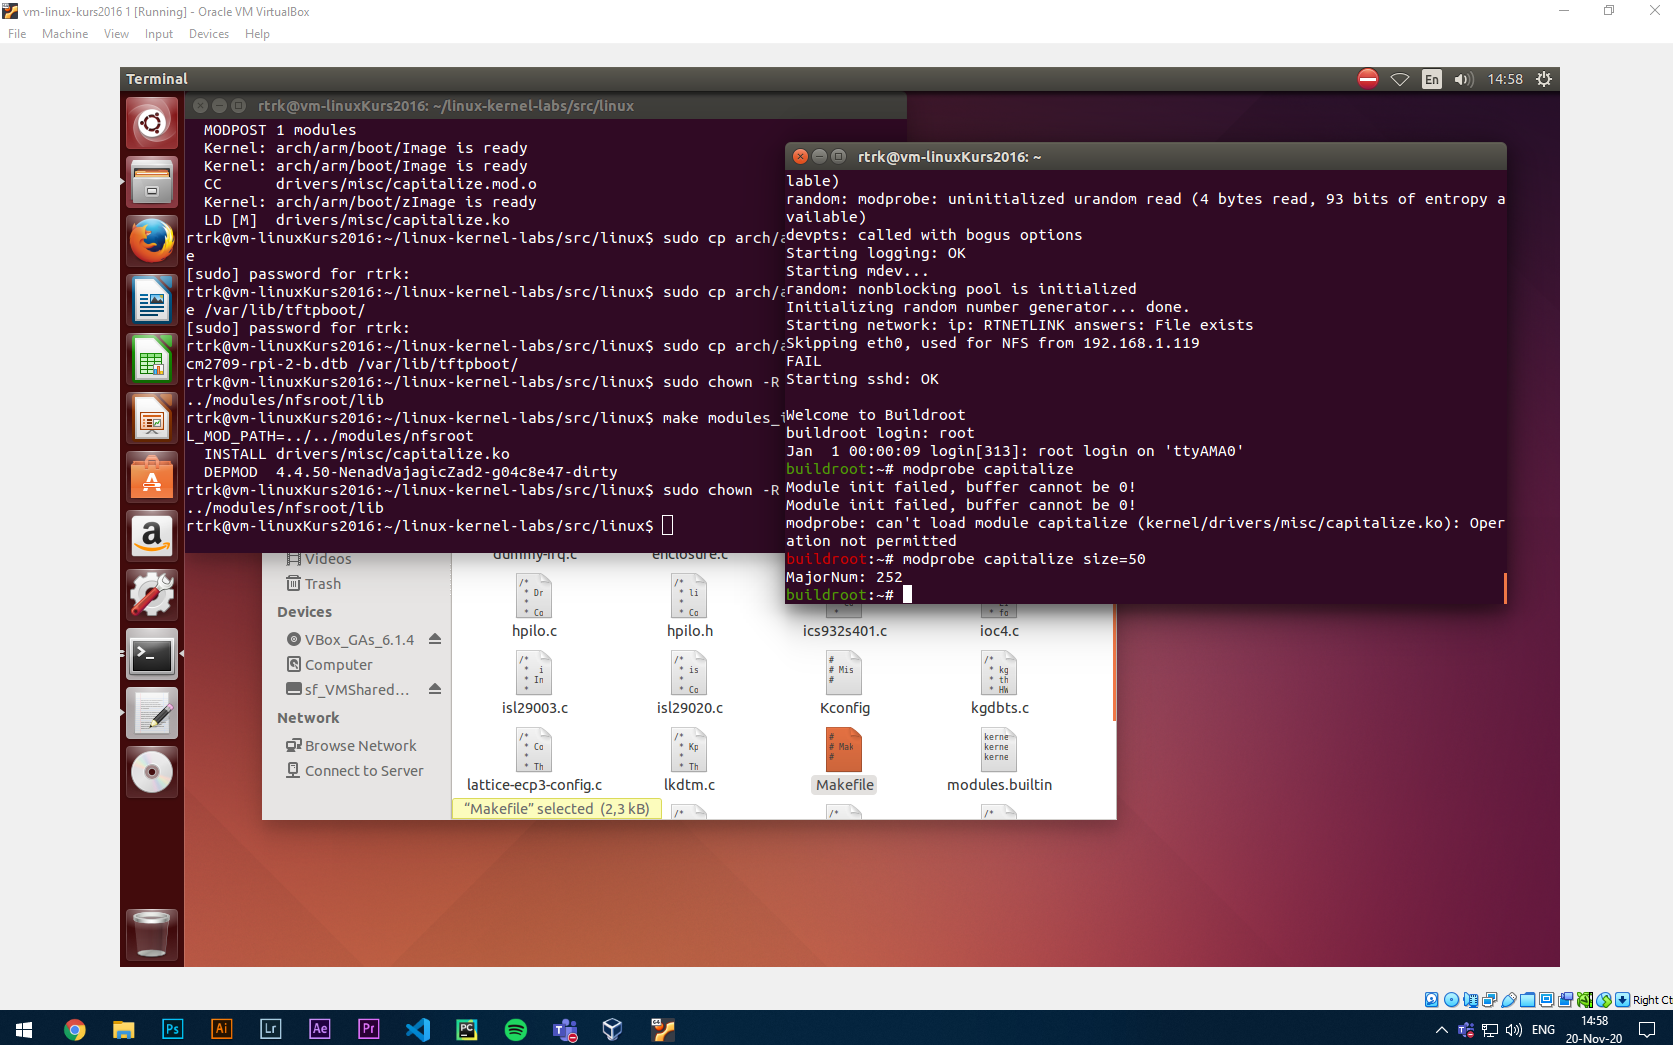 vm-linux-kurs2016 1 [Running] - Oracle VM VirtualBox
File Machine View Input Devices Help
Terminal
En
14:58
rtrk@vm-linuxKurs2016: ~/linux-kernel-labs/src/linux
MODPOST 1 modules
Kernel: arch/arm/boot/Image is ready
Kernel: arch/arm/boot/Image is ready
CC drivers/misc/capitalize.mod.o
Kernel: arch/arm/boot/zImage is ready
LD [M] drivers/misc/capitalize.ko
rtrk@vm-linuxKurs2016:~/linux-kernel-labs/src/linux$ sudo cp arch/a
e
[sudo] password for rtrk:
rtrk@vm-linuxKurs2016:~/linux-kernel-labs/src/linux$ sudo cp arch/a
e /var/lib/tftpboot/
[sudo] password for rtrk:
rtrk@vm-linuxKurs2016:~/linux-kernel-labs/src/linux$ sudo cp arch/a
cm2709-rpi-2-b.dtb /var/lib/tftpboot/
rtrk@vm-linuxKurs2016:~/linux-kernel-labs/src/linux$ sudo chown -R
../modules/nfsroot/lib
rtrk@vm-linuxKurs2016:~/linux-kernel-labs/src/linux$ make modules_i
L_MOD_PATH=../../modules/nfsroot
INSTALL drivers/misc/capitalize.ko
DEPMOD 4.4.50-NenadVajagicZad2-g04c8e47-dirty
rtrk@vm-linuxKurs2016:~/linux-kernel-labs/src/linux$ sudo chown -R
../modules/nfsroot/lib
rtrk@vm-linuxKurs2016:~/linux-kernel-labs/src/linux$
rtrk@vm-linuxKurs2016: ~
lable)
random: modprobe: uninitialized urandom read (4 bytes read, 93 bits of entropy a
vailable)
devpts: called with bogus options
Starting logging: OK
Starting mdev...
random: nonblocking pool is initialized
Initializing random number generator... done.
Starting network: ip: RTNETLINK answers: File exists
Skipping eth0, used for NFS from 192.168.1.119
FAIL
Starting sshd: OK
Welcome to Buildroot
buildroot login: root
Jan 1 00:00:09 login[313]: root login on 'ttyAMA0'
buildroot:~# modprobe capitalize
Module init failed, buffer cannot be 0!
Module init failed, buffer cannot be 0!
modprobe: can't load module capitalize (kernel/drivers/misc/capitalize.ko): Oper
ation not permitted
buildroot:~# modprobe capitalize size=50
MajorNum: 252
buildroot:~#
Videos
Trash
Devices
VBox_GAs_6.1.4
Computer
sf_VMShared...
Network
Browse Network
Connect to Server
dummy-irq.c enclosure.c
hpilo.c hpilo.h ics932s401.c ioc4.c
isl29003.c isl29020.c Kconfig kgdbts.c
lattice-ecp3-config.c lkdtm.c Makefile modules.builtin
"Makefile" selected (2,3 kB)
Right Ct
ENG
14:58
20-Nov-20